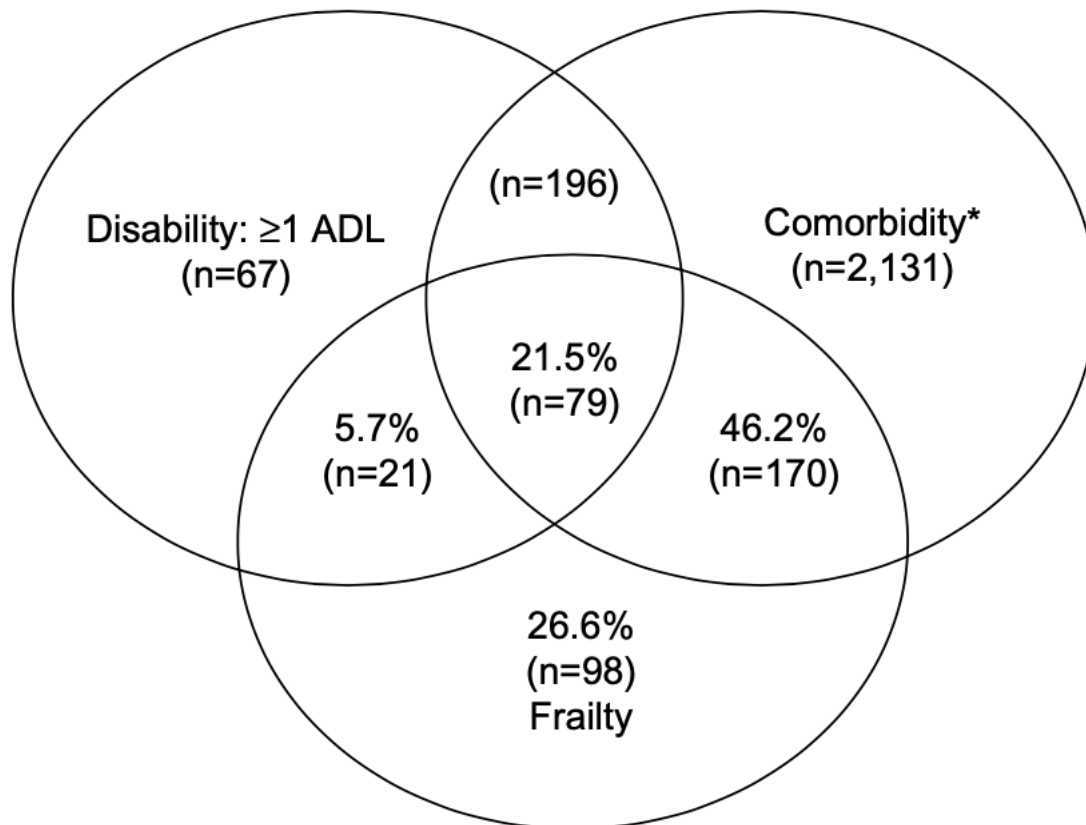 (n=196)
Disability: ≥1 ADL
(n=67)
Comorbidity*
(n=2,131)
21.5%
(n=79)
5.7%
(n=21)
46.2%
(n=170)
26.6%
(n=98)
Frailty